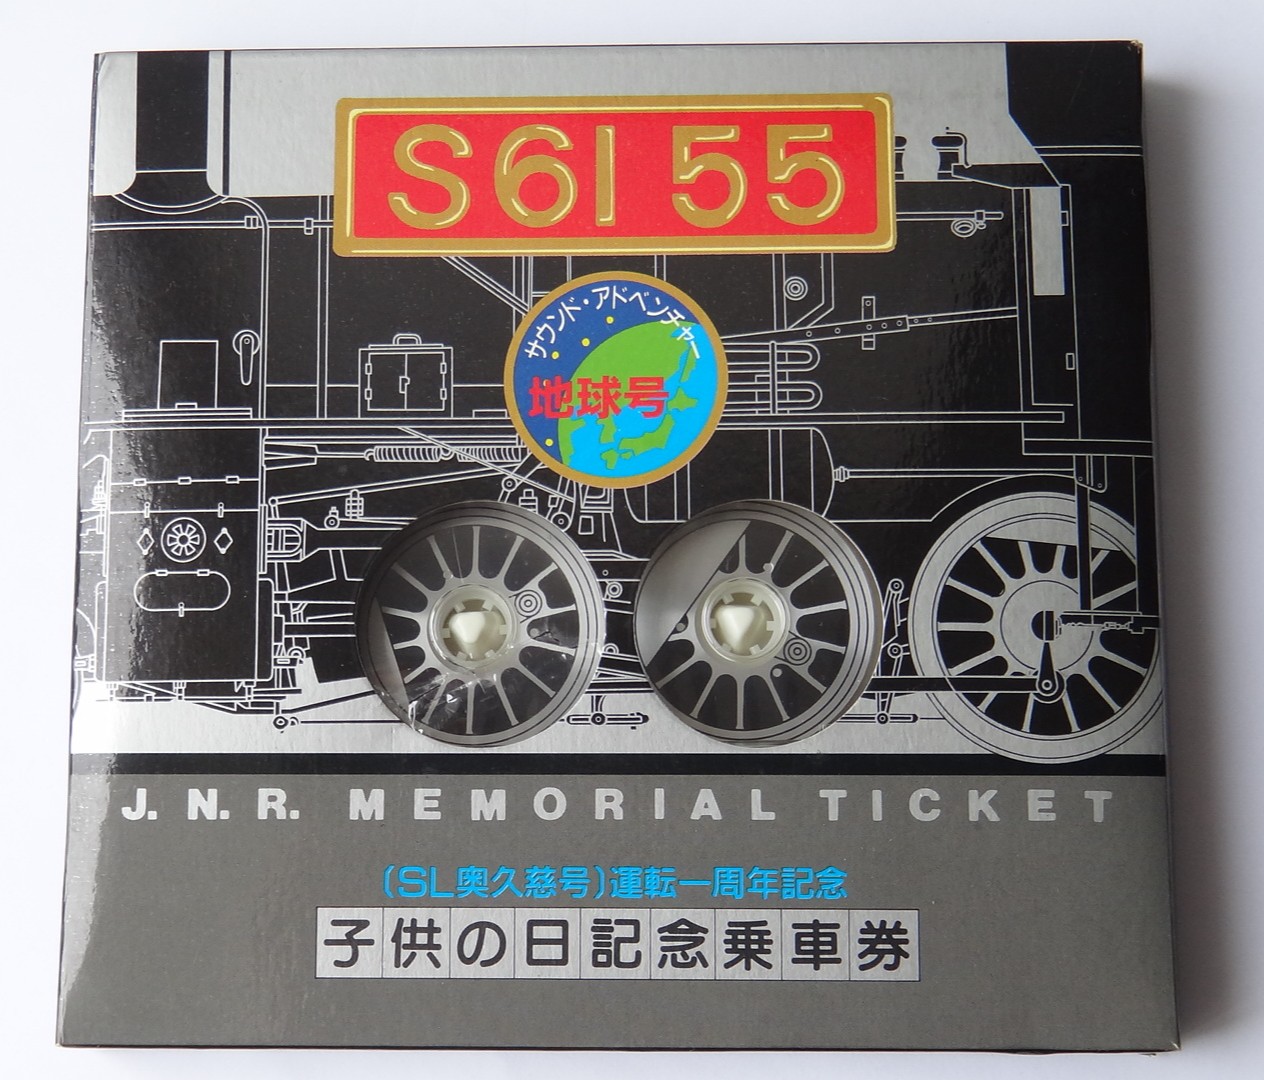 S61 55
サウンド・アドベンチャー
地球号
J. N. R. MEMORIAL TICKET
(SL奥久慈号)運転一周年記念
子供の日記念乗車券